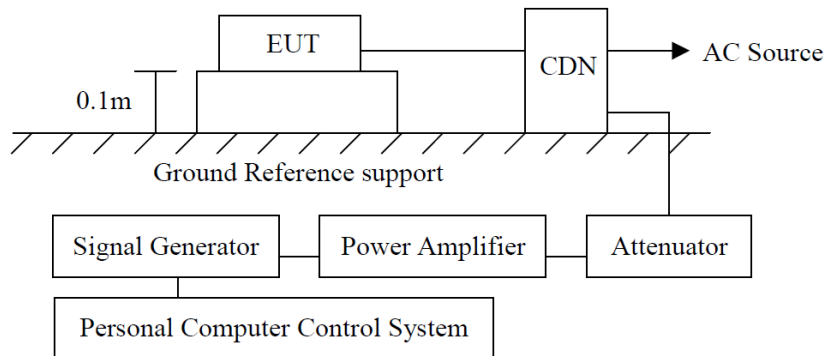 EUT
CDN
AC Source
0.1m
Ground Reference support
Signal Generator
Power Amplifier
Attenuator
Personal Computer Control System